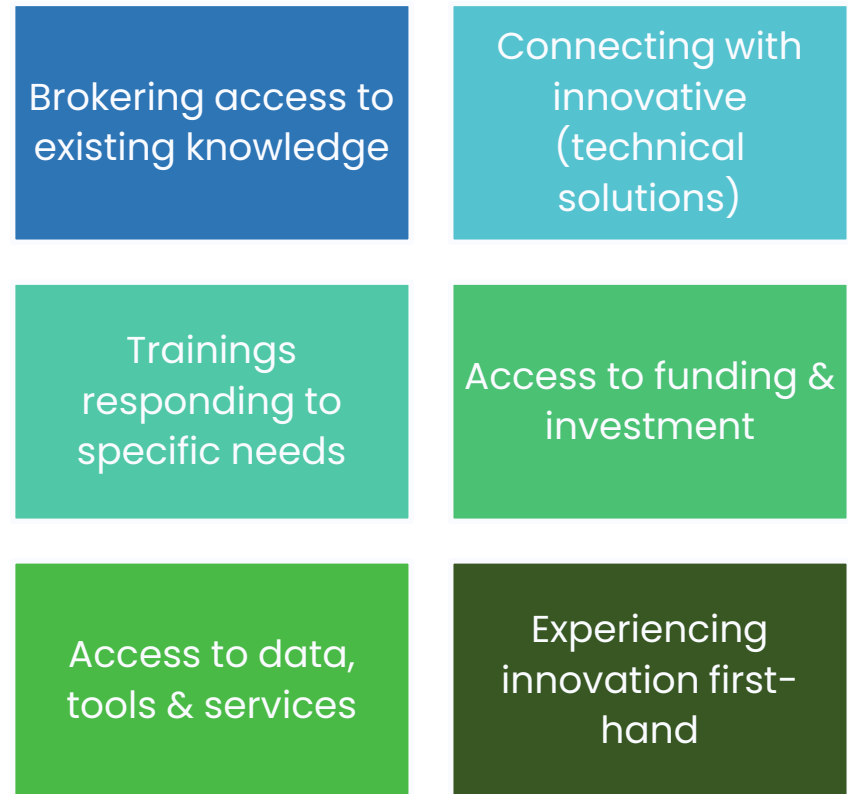 Brokering access to
existing knowledge
Connecting with
innovative
(technical
solutions)
Trainings
responding to
specific needs
Access to funding &
investment
Access to data,
tools & services
Experiencing
innovation first-
hand